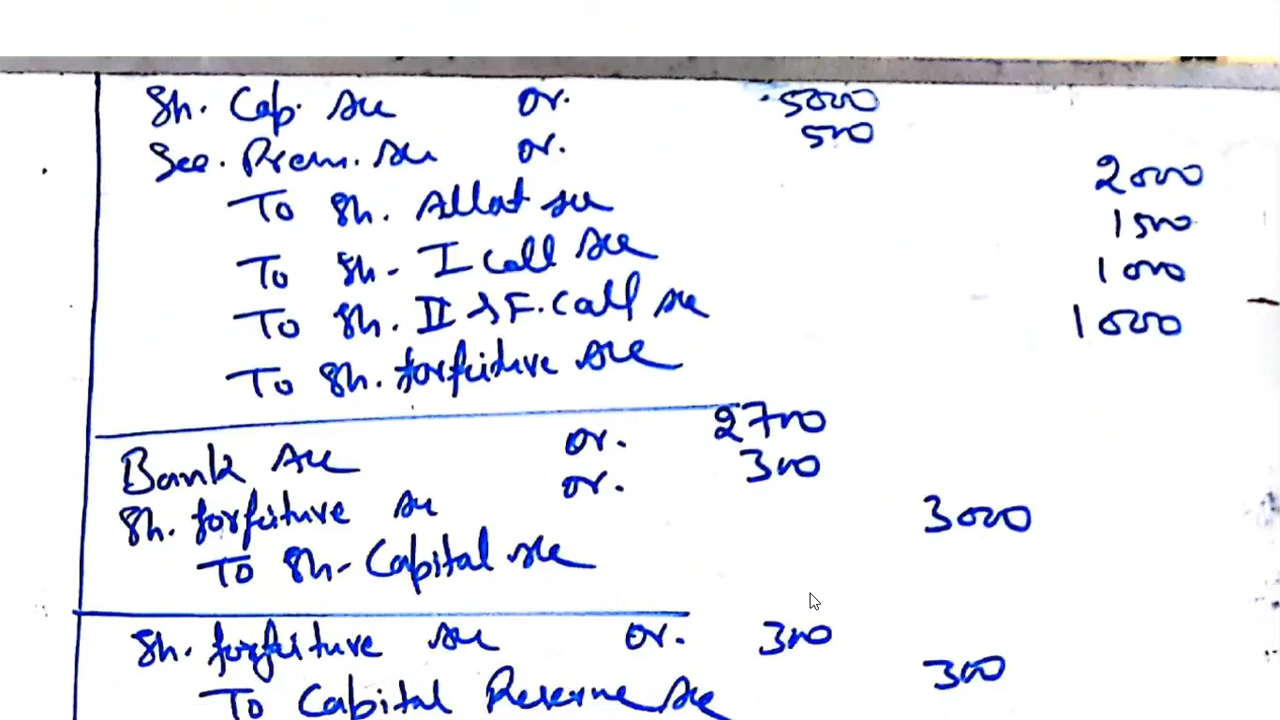 Sh. Cap. A/c Dr. 5000
Sec. Prem. A/c Dr. 500
To Sh. Allot A/c 2000
To Sh- I Call A/c 1500
To Sh. II & F. Call A/c 1000
To Sh. forfeiture A/c 1000
Bank A/c Dr. 2700
Sh. forfeiture A/c Dr. 300
To Sh- Capital A/c 3000
Sh. forfeiture A/c Dr. 300
To Capital Reserve A/c 300